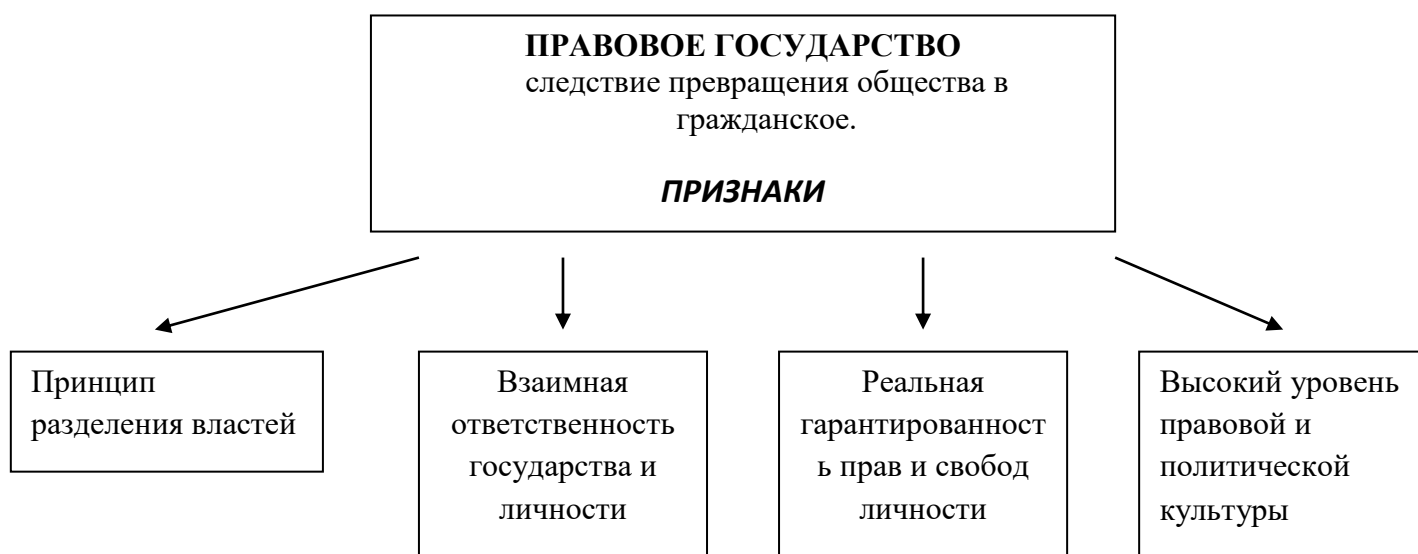 ПРАВОВОЕ ГОСУДАРСТВО
следствие превращения общества в
гражданское.
ПРИЗНАКИ
Принцип
разделения властей
Взаимная
ответственность
государства и
личности
Реальная
гарантированност
ь прав и свобод
личности
Высокий уровень
правовой и
политической
культуры